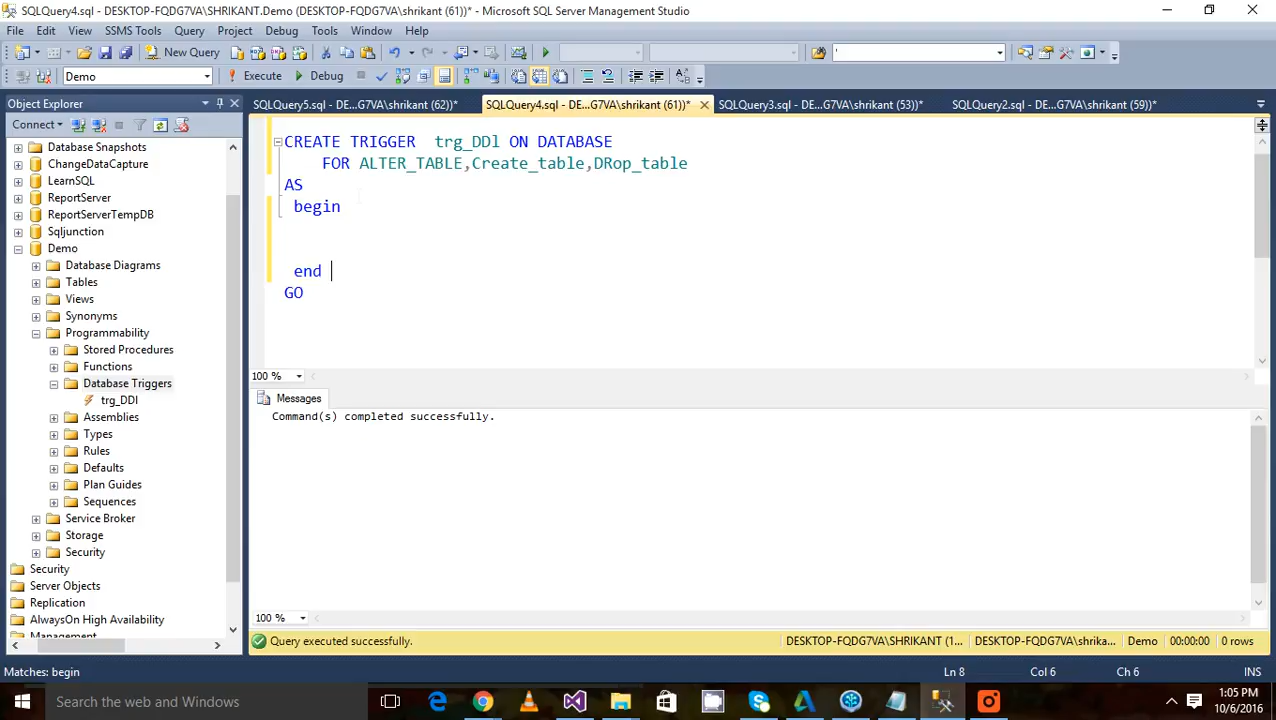 SQLQuery4.sql - DESKTOP-FQDG7VA\SHRIKANT.Demo (DESKTOP-FQDG7VA\shrikant (61))* - Microsoft SQL Server Management Studio
File Edit View SSMS Tools Query Project Debug Tools Window Help
New Query '
Demo Execute Debug
Object Explorer
SQLQuery5.sql - DE...G7VA\shrikant (62))* SQLQuery4.sql - DE...G7VA\shrikant (61))* SQLQuery3.sql - DE...G7VA\shrikant (53))* SQLQuery2.sql - DE...G7VA\shrikant (59))*
Connect
Database Snapshots
ChangeDataCapture
LearnSQL
ReportServer
ReportServerTempDB
Sqljunction
Demo
Database Diagrams
Tables
Views
Synonyms
Programmability
Stored Procedures
Functions
Database Triggers
trg_DDl
Assemblies
Types
Rules
Defaults
Plan Guides
Sequences
Service Broker
Storage
Security
Security
Server Objects
Replication
AlwaysOn High Availability
Management
CREATE TRIGGER trg_DDl ON DATABASE
FOR ALTER_TABLE,Create_table,DRop_table
AS
begin
end
GO
100 %
Messages
Command(s) completed successfully.
100 %
Query executed successfully. DESKTOP-FQDG7VA\SHRIKANT (1... DESKTOP-FQDG7VA\shrika... Demo 00:00:00 0 rows
Matches: begin Ln 8 Col 6 Ch 6 INS
Search the web and Windows
1:05 PM
10/6/2016